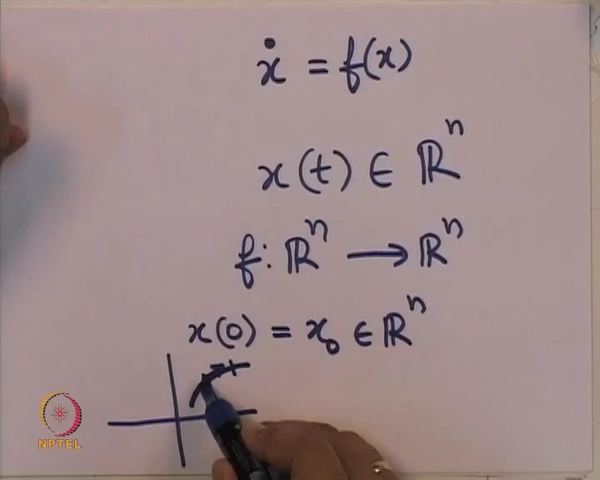 ẋ = f(x)
x(t) ∈ ℝⁿ
f: ℝⁿ ⟶ ℝⁿ
x(0) = x₀ ∈ ℝⁿ
NPTEL